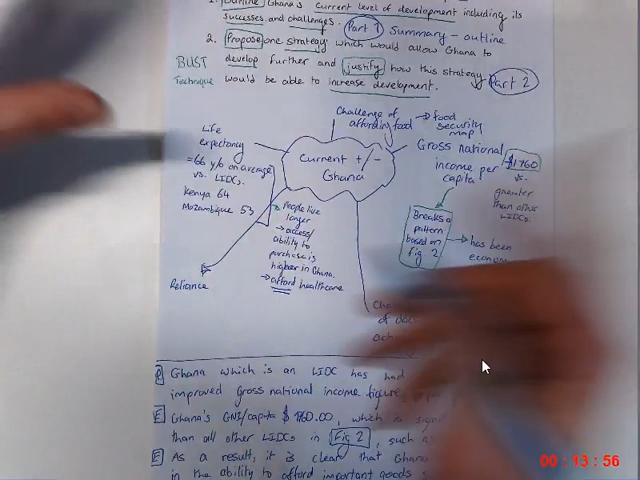 1. Outline Ghana's current level of development including its
successes and challenges. Part 1 Summary - outline
2. Propose one strategy which would allow Ghana to
BUST develop further and justify how this strategy Part 2
Technique would be able to increase development.
Challenge of
affording food
→ food
security
map
Life
expectancy
=66 y/o on average
vs. LIDCs.
Kenya 64
Mozambique 53
Current +/-
Ghana
Gross national
income per
capita
$1760
vs.
greater
than other
LIDCs.
People live
longer
→ access/
ability to
purchase is
higher in Ghana.
→ afford healthcare
Breaks a
pattern
based on
Fig 2
→ has been
Reliance
of
P Ghana which is an LIDC has had
improved gross national income
E Ghana's GNI/capita $1760.00, which is
than all other LIDCs in Fig 2, such
E As a result, it is clear that
in the ability to afford important goods
00:13:56